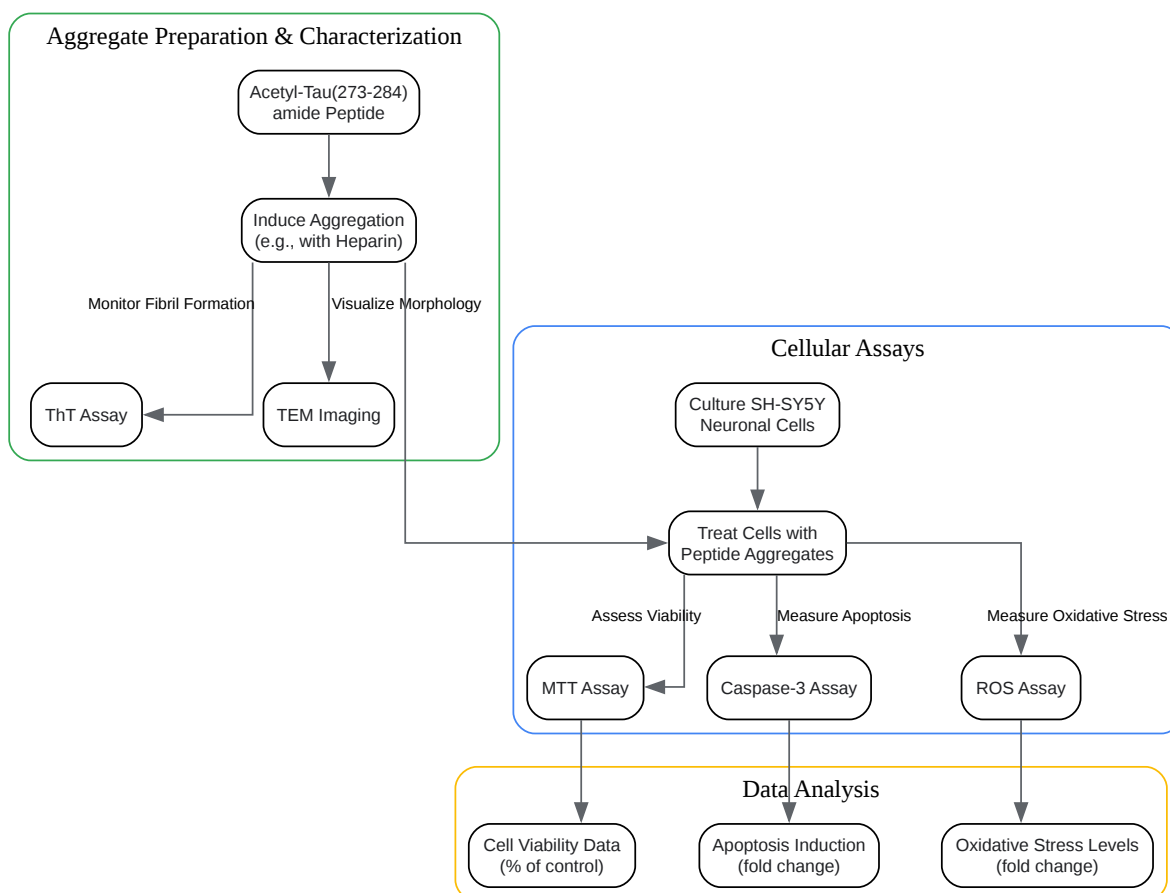 Aggregate Preparation & Characterization
Acetyl-Tau(273-284)
amide Peptide
Induce Aggregation
(e.g., with Heparin)
Monitor Fibril Formation
Visualize Morphology
ThT Assay
TEM Imaging
Cellular Assays
Culture SH-SY5Y
Neuronal Cells
Treat Cells with
Peptide Aggregates
Assess Viability
Measure Apoptosis
Measure Oxidative Stress
MTT Assay
Caspase-3 Assay
ROS Assay
Data Analysis
Cell Viability Data
(% of control)
Apoptosis Induction
(fold change)
Oxidative Stress Levels
(fold change)